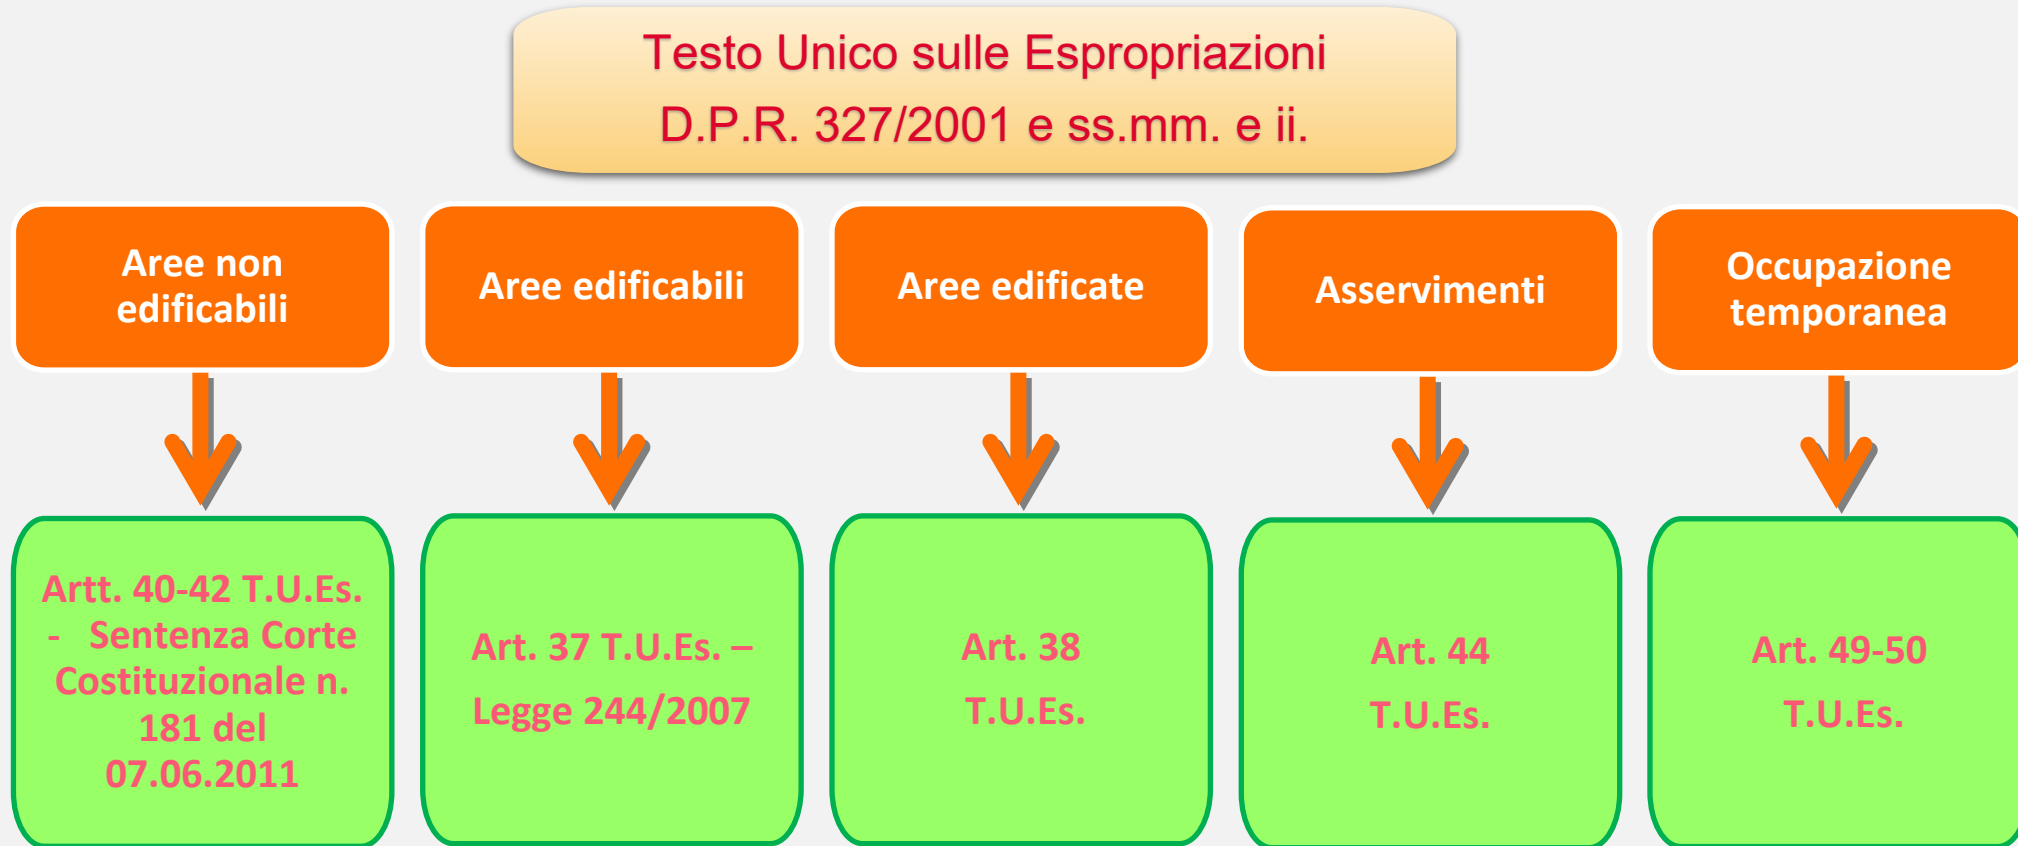 Testo Unico sulle Espropriazioni
D.P.R. 327/2001 e ss.mm. e ii.
Aree non
edificabili
Aree edificabili
Aree edificate
Asservimenti
Occupazione
temporanea
Artt. 40-42 T.U.Es.
- Sentenza Corte
Costituzionale n.
181 del
07.06.2011
Art. 37 T.U.Es. –
Legge 244/2007
Art. 38
T.U.Es.
Art. 44
T.U.Es.
Art. 49-50
T.U.Es.